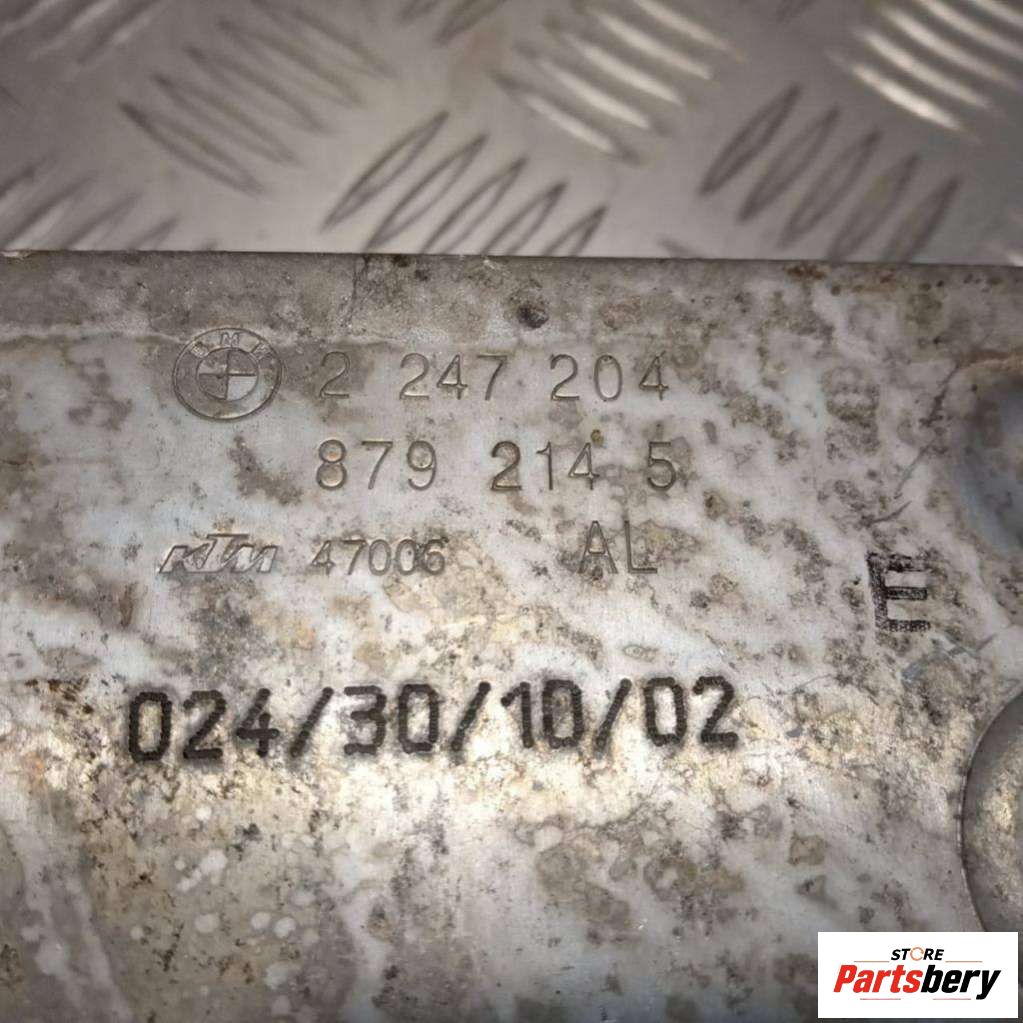 BMW 2 247 204
879 214 5
KTM 47006 AL
E
024/30/10/02
STORE
Partsbery